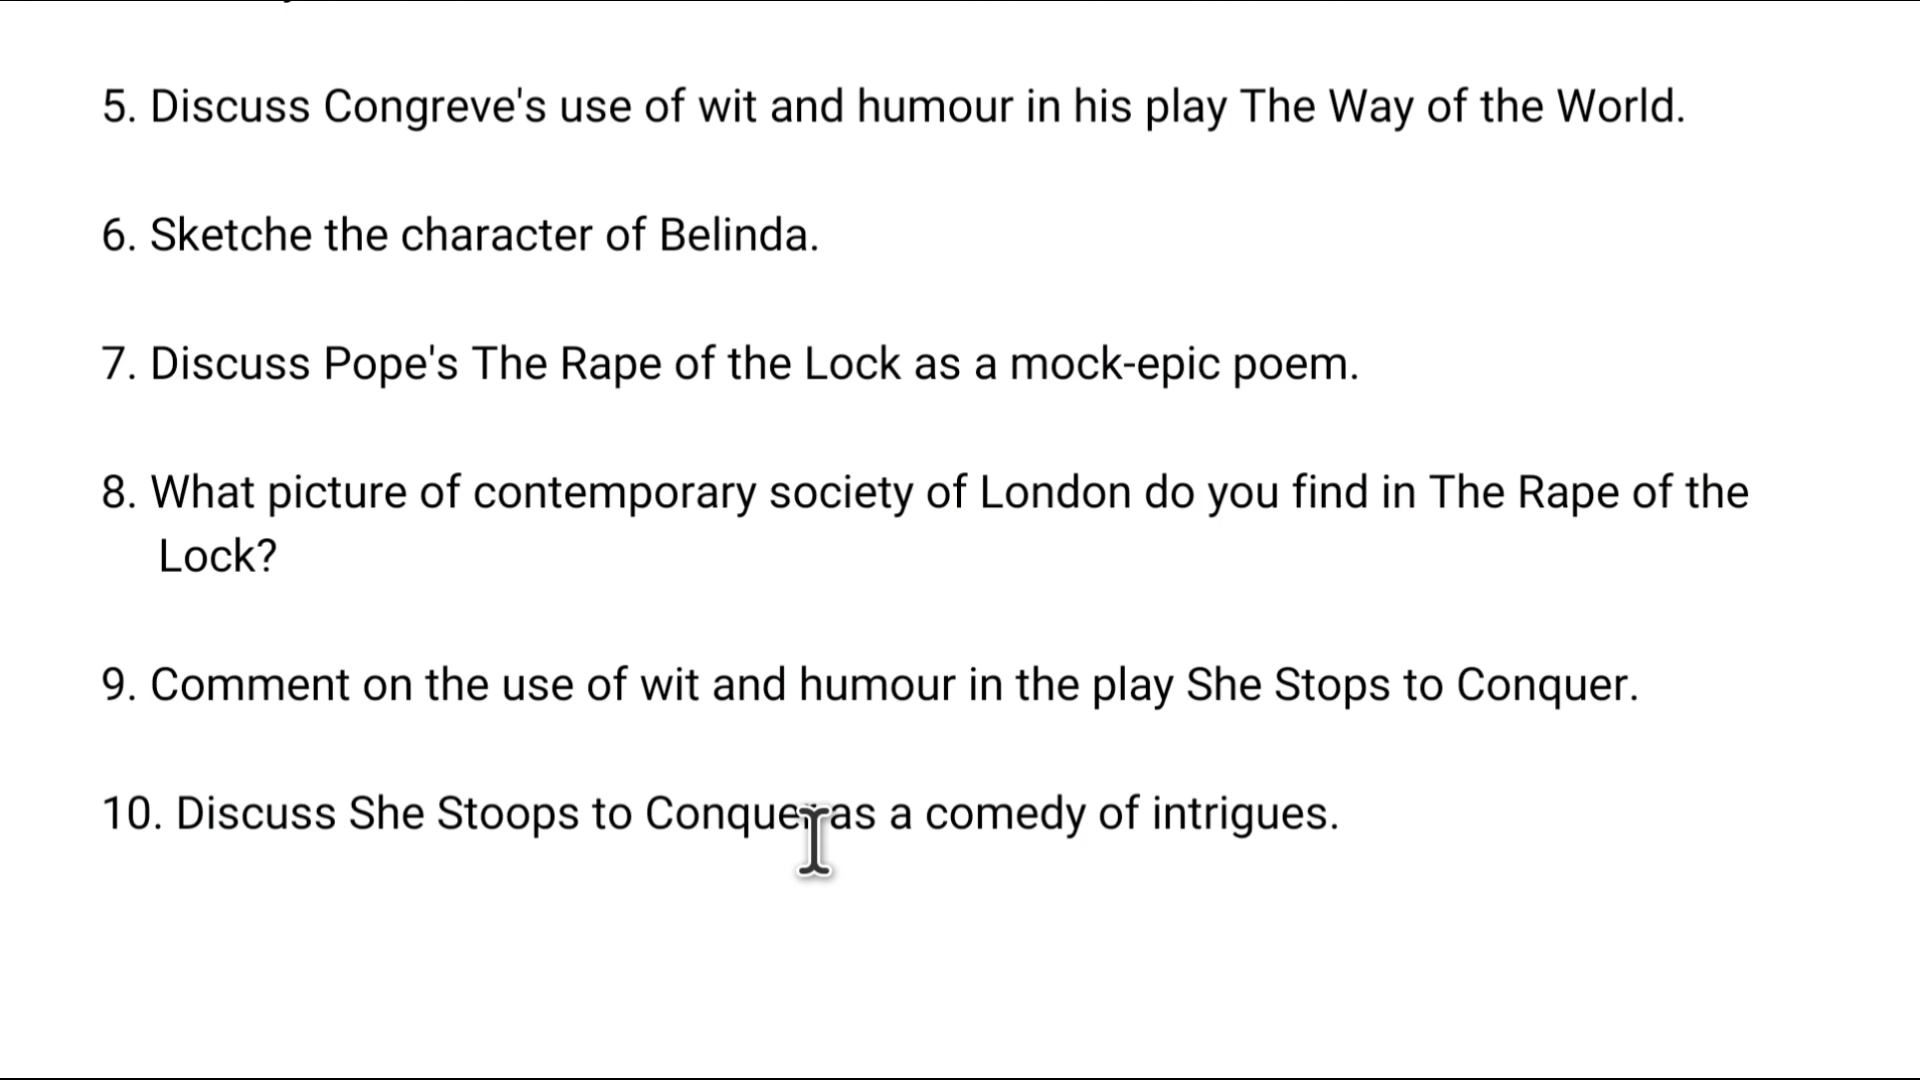 5. Discuss Congreve's use of wit and humour in his play The Way of the World.
6. Sketche the character of Belinda.
7. Discuss Pope's The Rape of the Lock as a mock-epic poem.
8. What picture of contemporary society of London do you find in The Rape of the
Lock?
9. Comment on the use of wit and humour in the play She Stops to Conquer.
10. Discuss She Stoops to Conquer as a comedy of intrigues.